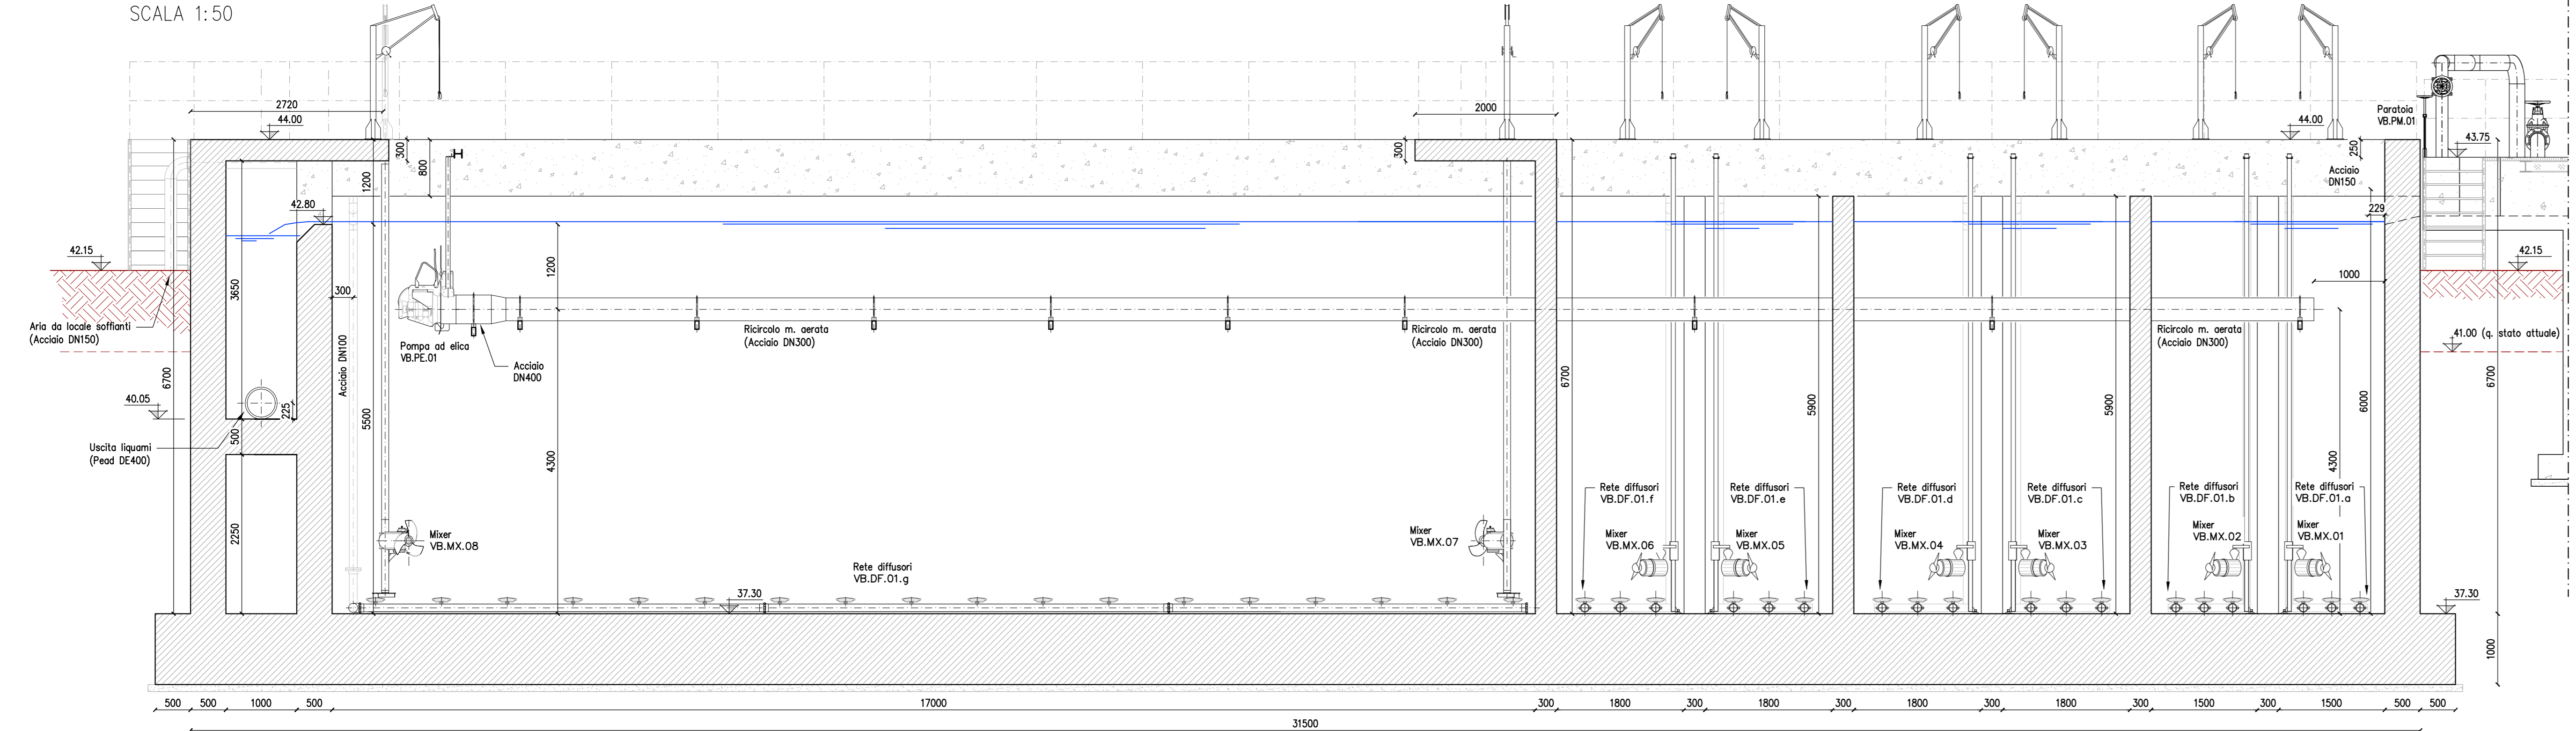 SCALA 1:50
2720
44.00
300
800
1200
2000
300
44.00
250
Paratoia
VB.PM.01
43.75
Acciaio
DN150
229
42.80
42.15
42.15
3650
300
1200
1000
Aria da locale soffianti
(Acciaio DN150)
Acciaio DN100
Pompa ad elica
VB.PE.01
Acciaio
DN400
Ricircolo m. aerata
(Acciaio DN300)
Ricircolo m. aerata
(Acciaio DN300)
Ricircolo m. aerata
(Acciaio DN300)
41.00 (q. stato attuale)
6700
40.05
225
500
5500
4300
6700
5900
5900
6000
4300
6700
Uscita liquami
(Pead DE400)
2250
Mixer
VB.MX.08
Rete diffusori
VB.DF.01.g
Mixer
VB.MX.07
Rete diffusori
VB.DF.01.f
Rete diffusori
VB.DF.01.e
Rete diffusori
VB.DF.01.d
Rete diffusori
VB.DF.01.c
Rete diffusori
VB.DF.01.b
Rete diffusori
VB.DF.01.a
Mixer
VB.MX.06
Mixer
VB.MX.05
Mixer
VB.MX.04
Mixer
VB.MX.03
Mixer
VB.MX.02
Mixer
VB.MX.01
37.30
37.30
1000
500 500 1000 500 17000 300 1800 300 1800 300 1800 300 1800 300 1500 300 1500 500 500
31500